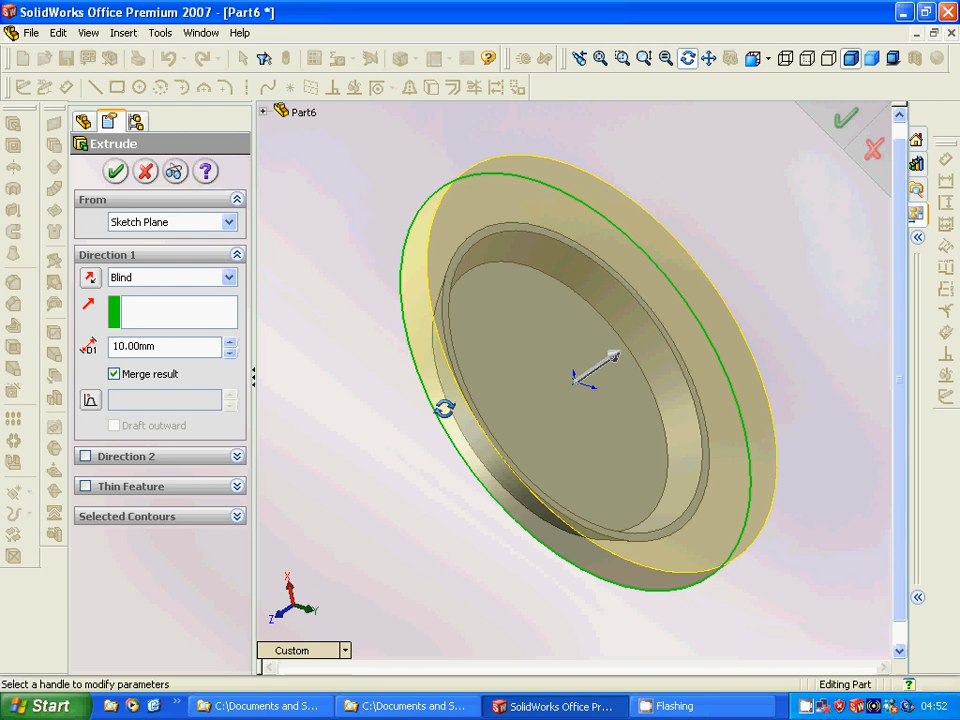 SolidWorks Office Premium 2007 - [Part6 *]
File Edit View Insert Tools Window Help
Part6
Extrude
From
Sketch Plane
Direction 1
Blind
D1 10.00mm
Merge result
Draft outward
Direction 2
Thin Feature
Selected Contours
X
Y
Z
Custom
Select a handle to modify parameters
Editing Part
Start
C:\Documents and S...
C:\Documents and S...
SolidWorks Office Pr...
Flashing
04:52